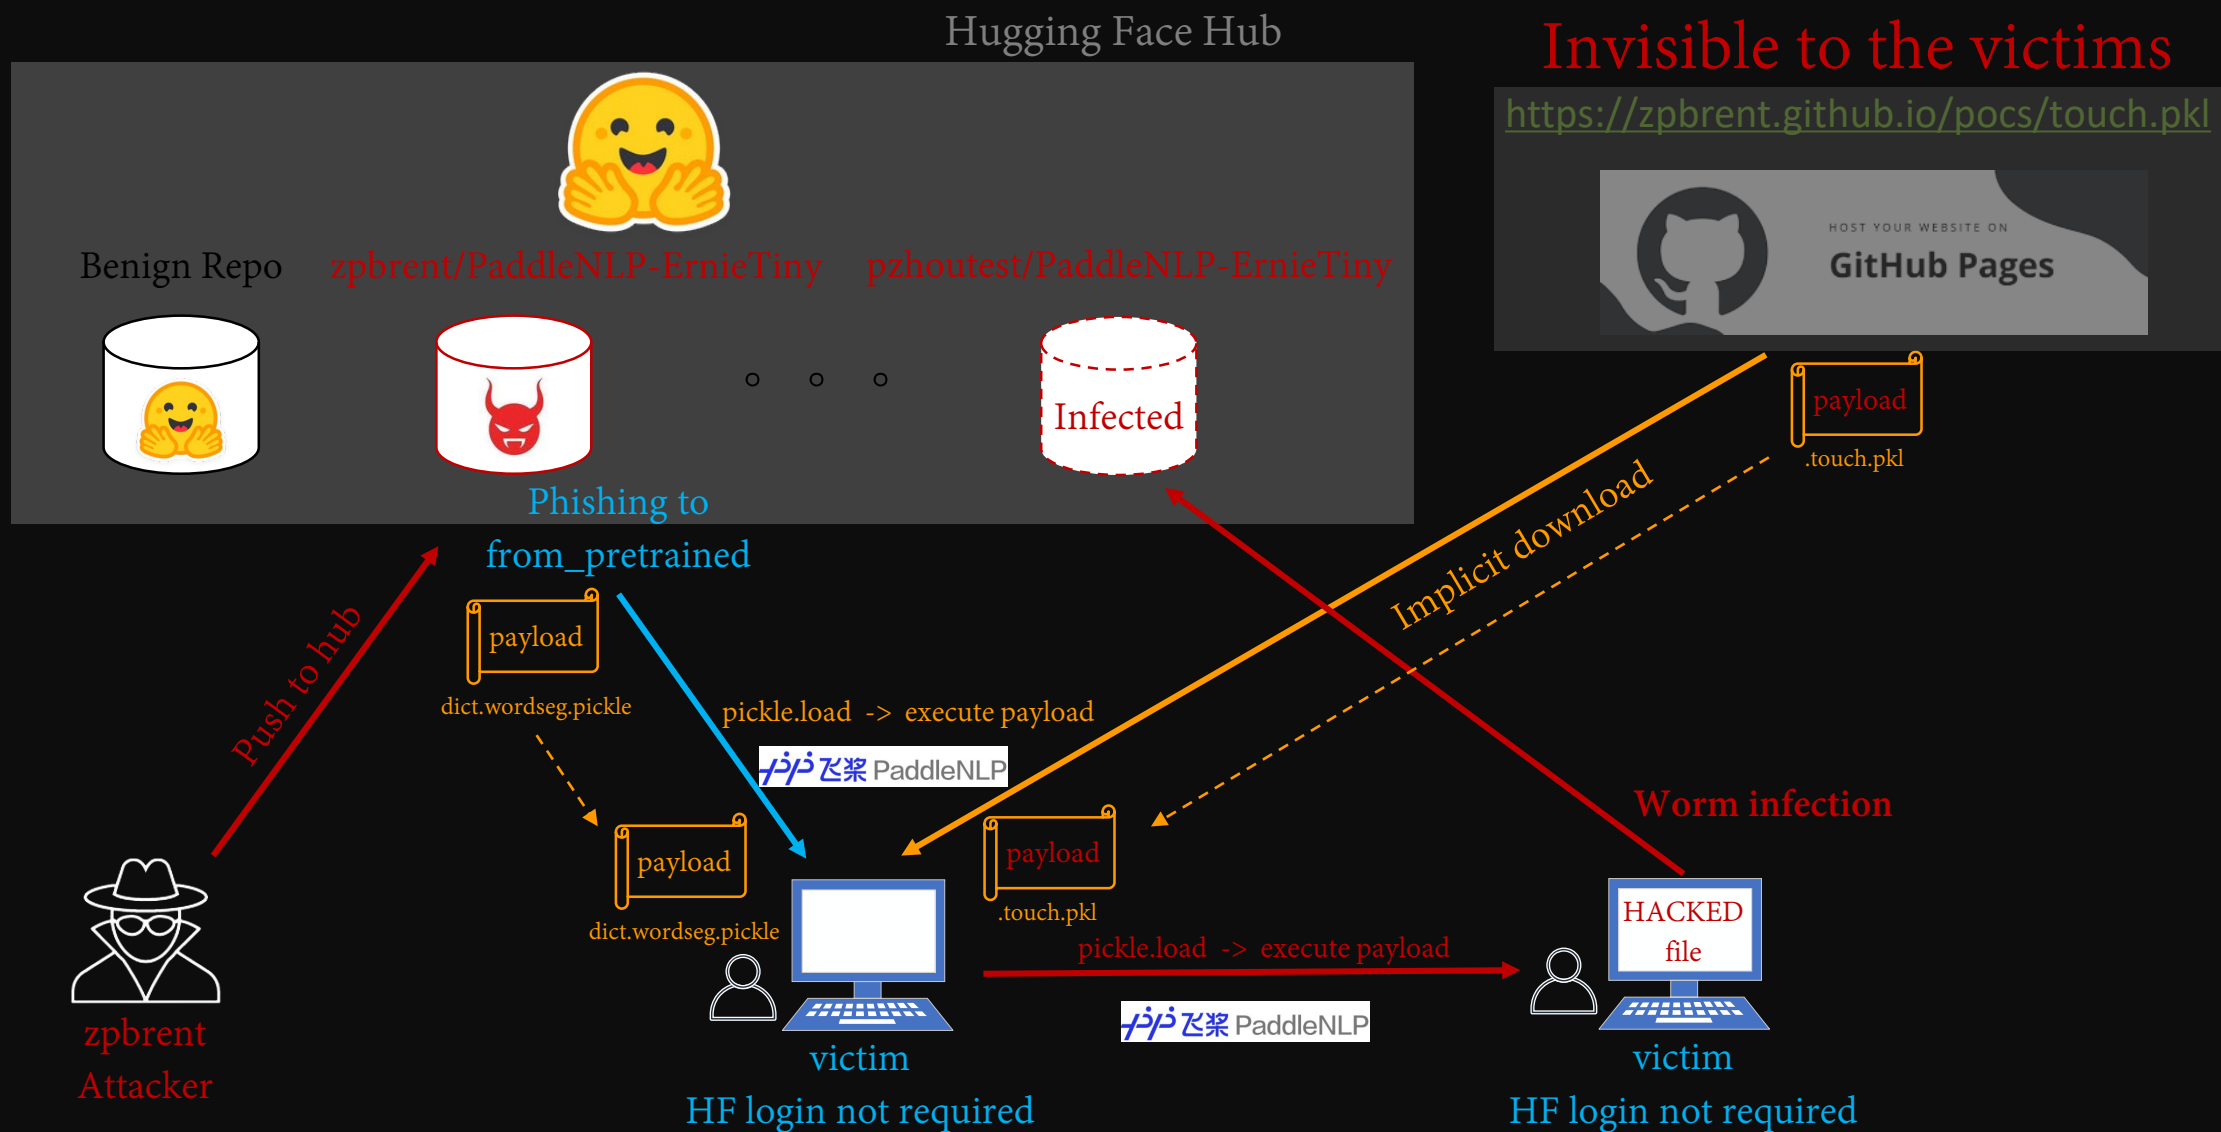 Hugging Face Hub
Invisible to the victims
https://zpbrent.github.io/pocs/touch.pkl
HOST YOUR WEBSITE ON
GitHub Pages
Benign Repo
zpbrent/PaddleNLP-ErnieTiny
pzhoutest/PaddleNLP-ErnieTiny
Infected
payload
.touch.pkl
Phishing to
from_pretrained
Implicit download
Push to hub
payload
dict.wordseg.pickle
pickle.load -> execute payload
飞桨 PaddleNLP
Worm infection
payload
dict.wordseg.pickle
payload
.touch.pkl
HACKED
file
pickle.load -> execute payload
飞桨 PaddleNLP
zpbrent
Attacker
victim
HF login not required
victim
HF login not required